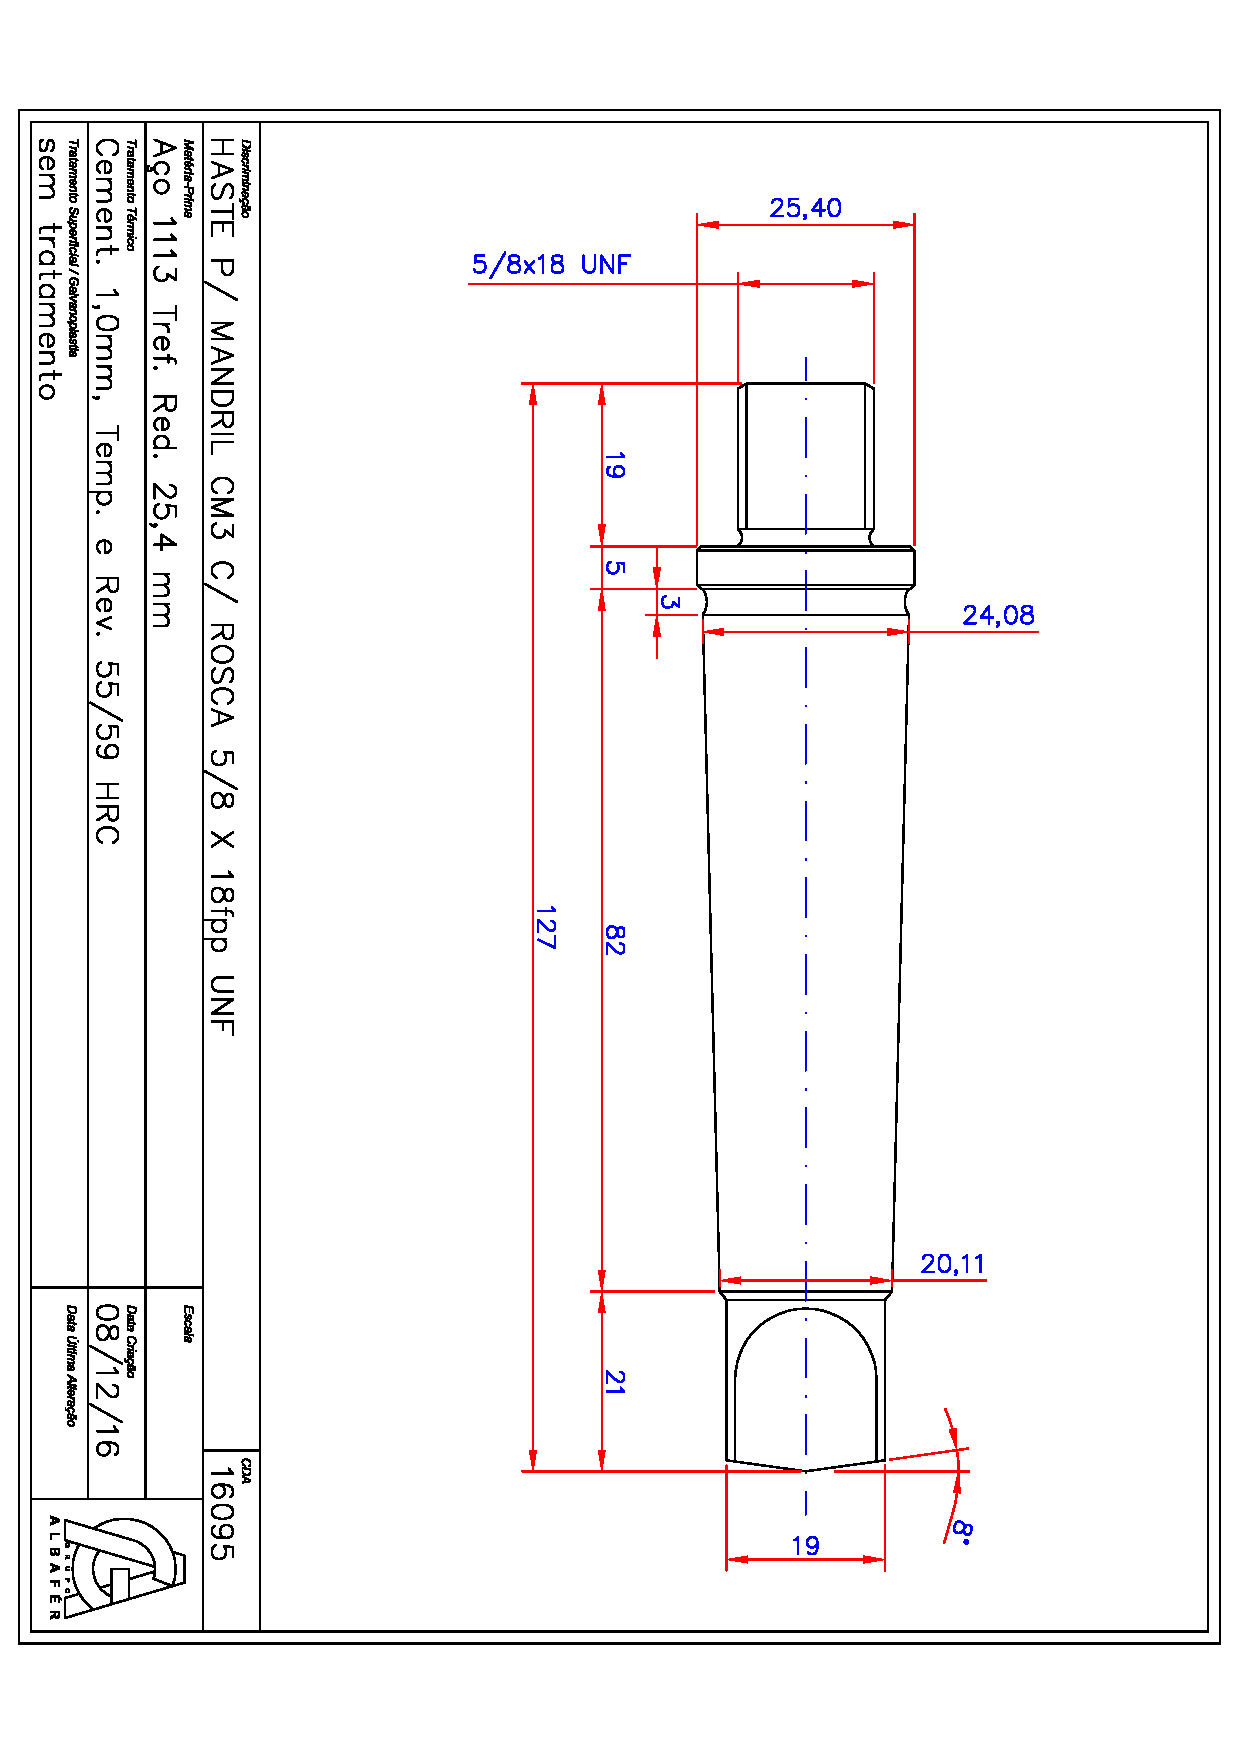 25,40
5/8x18 UNF
19
5
3
24,08
127
82
20,11
21
8°
19
Discriminação
HASTE P/ MANDRIL CM3 C/ ROSCA 5/8 X 18fpp UNF
CDA
16095
Matéria-Prima
Aço 1113 Tref. Red. 25,4 mm
Escala
Tratamento Térmico
Cement. 1,0mm, Temp. e Rev. 55/59 HRC
Data Criação
08/12/16
Tratamento Superficial / Galvanoplastia
sem tratamento
Data Última Alteração
GRUPO
ALBAFÉR